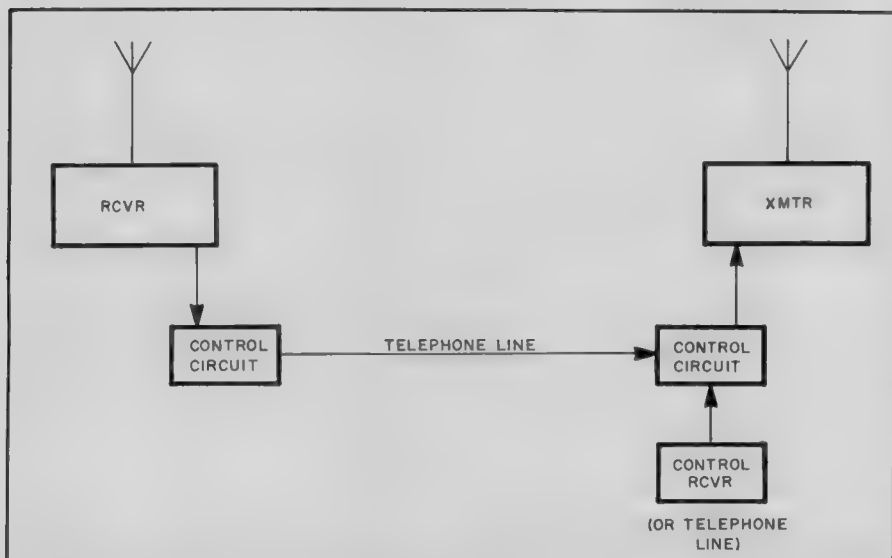 RCVR
XMTR
CONTROL
CIRCUIT
TELEPHONE LINE
CONTROL
CIRCUIT
CONTROL
RCVR
(OR TELEPHONE
LINE)